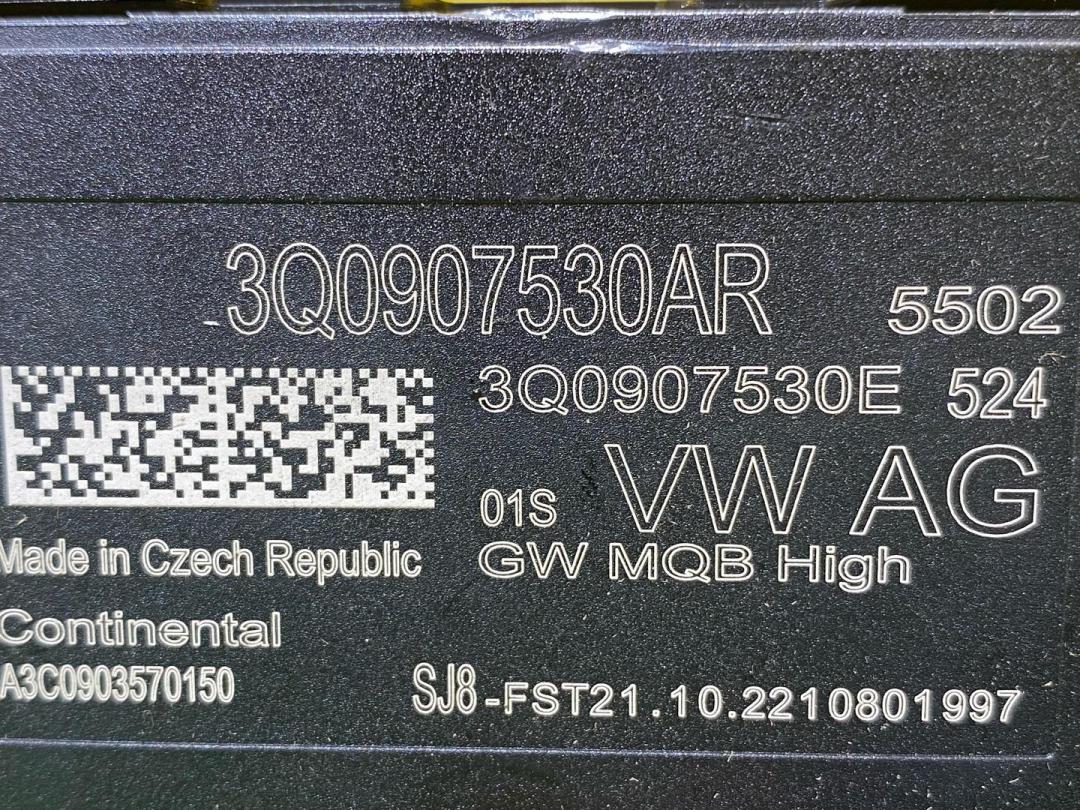 3Q0907530AR 5502
3Q0907530E 524
01S VW AG
Made in Czech Republic GW MQB High
Continental
A3C0903570150 SJ8-FST21.10.2210801997